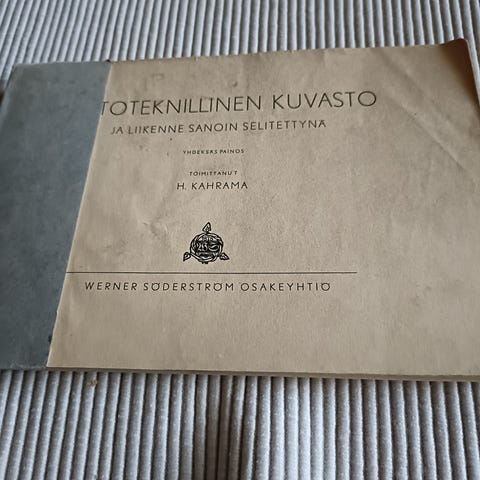 TOTEKNILLINEN KUVASTO
JA LIIKENNE SANOIN SELITETTYNÄ
YHDEKSÄS PAINOS
TOIMITTANUT
H. KAHRAMA
WERNER SÖDERSTRÖM OSAKEYHTIÖ